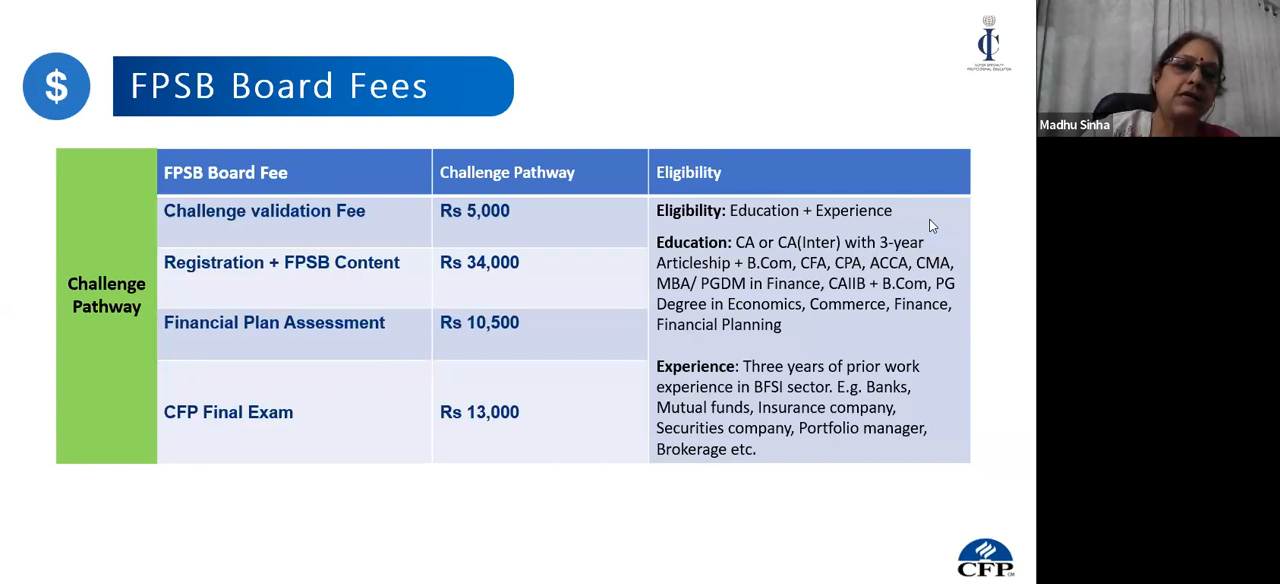 $
FPSB Board Fees
Madhu Sinha
Challenge
Pathway
FPSB Board Fee
Challenge Pathway
Eligibility
Challenge validation Fee
Rs 5,000
Registration + FPSB Content
Rs 34,000
Financial Plan Assessment
Rs 10,500
CFP Final Exam
Rs 13,000
Eligibility: Education + Experience
Education: CA or CA(Inter) with 3-year
Articleship + B.Com, CFA, CPA, ACCA, CMA,
MBA/ PGDM in Finance, CAIIB + B.Com, PG
Degree in Economics, Commerce, Finance,
Financial Planning
Experience: Three years of prior work
experience in BFSI sector. E.g. Banks,
Mutual funds, Insurance company,
Securities company, Portfolio manager,
Brokerage etc.
CFP